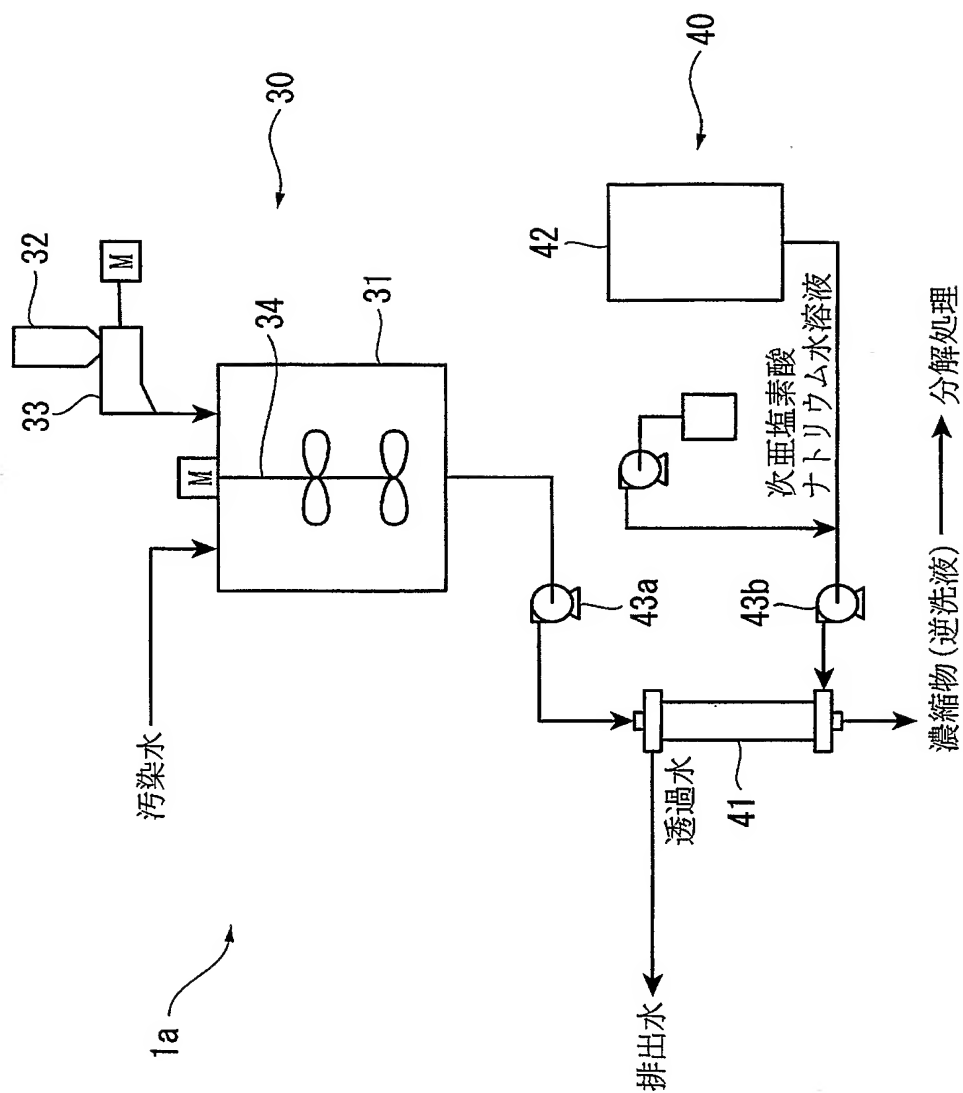 1a
汚染水
30
32
M
33
M
34
31
43a
40
42
次亜塩素酸
ナトリウム水溶液
43b
透過水
41
排出水
濃縮物(逆洗液)
分解処理